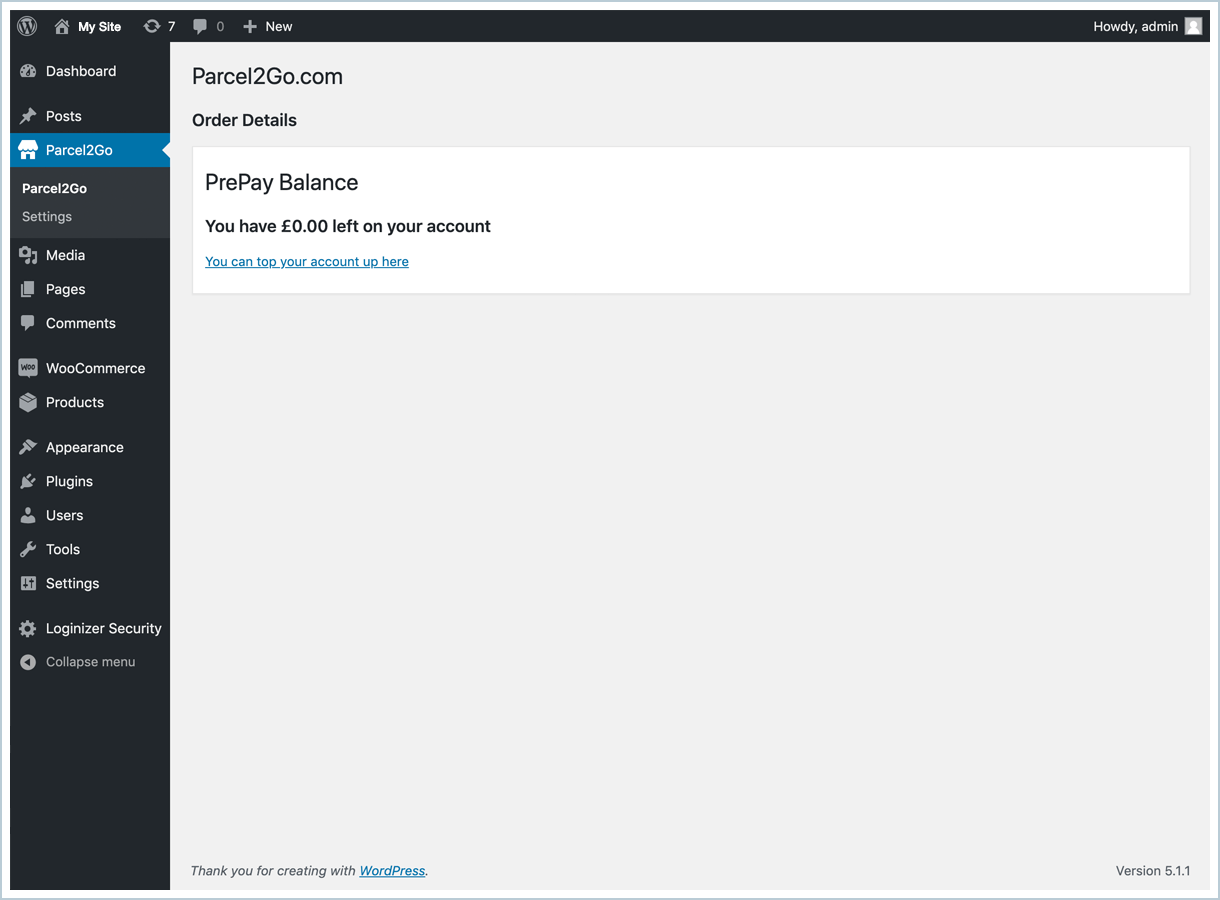 My Site 7 0 New Howdy, admin
Dashboard
Posts
Parcel2Go
Parcel2Go
Settings
Media
Pages
Comments
WOO WooCommerce
Products
Appearance
Plugins
Users
Tools
Settings
Loginizer Security
Collapse menu
Parcel2Go.com
Order Details
PrePay Balance
You have £0.00 left on your account
You can top your account up here
Thank you for creating with WordPress. Version 5.1.1